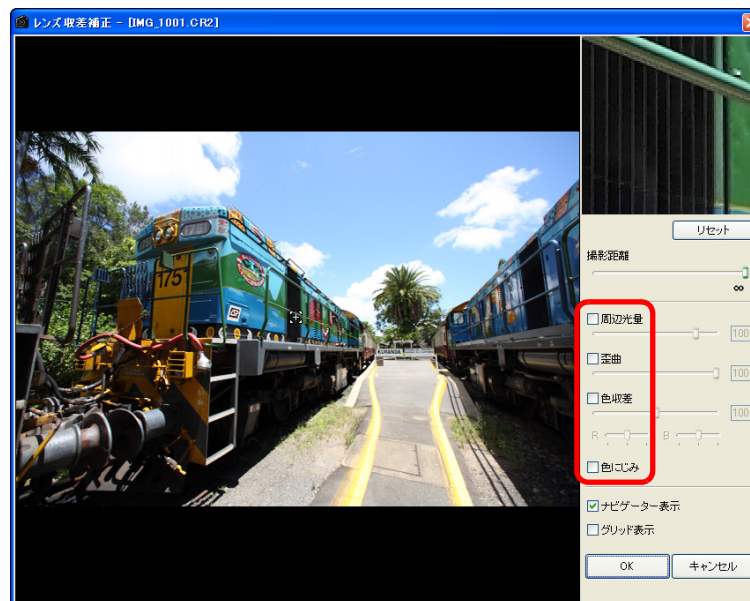 レンズ収差補正 - [IMG_1001.CR2]
リセット
撮影距離
∞
周辺光量
100
歪曲
100
色収差
100
R
B
色にじみ
ナビゲーター表示
グリッド表示
OK
キャンセル
175
KURANDA